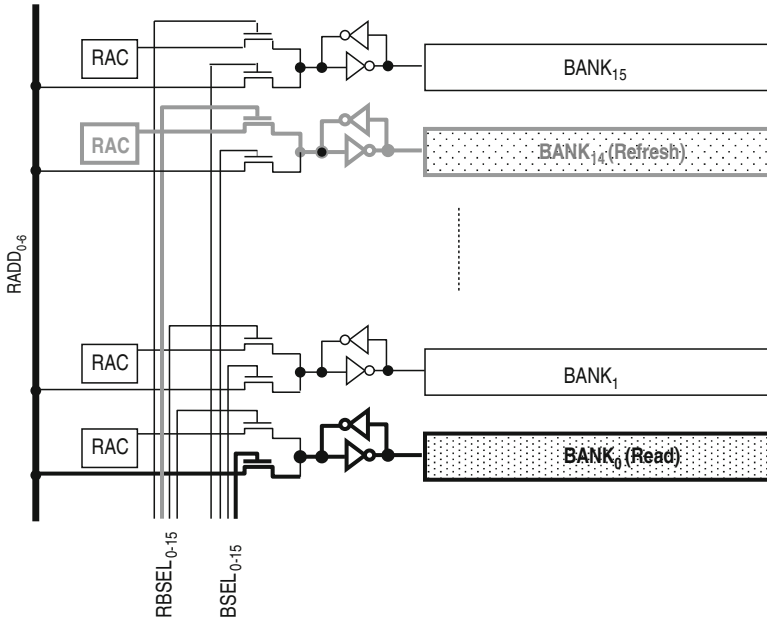 RAC
BANK15
RAC
BANK14 (Refresh)
RADD0-6
RAC
BANK1
RAC
BANK0 (Read)
RBSEL0-15
BSEL0-15